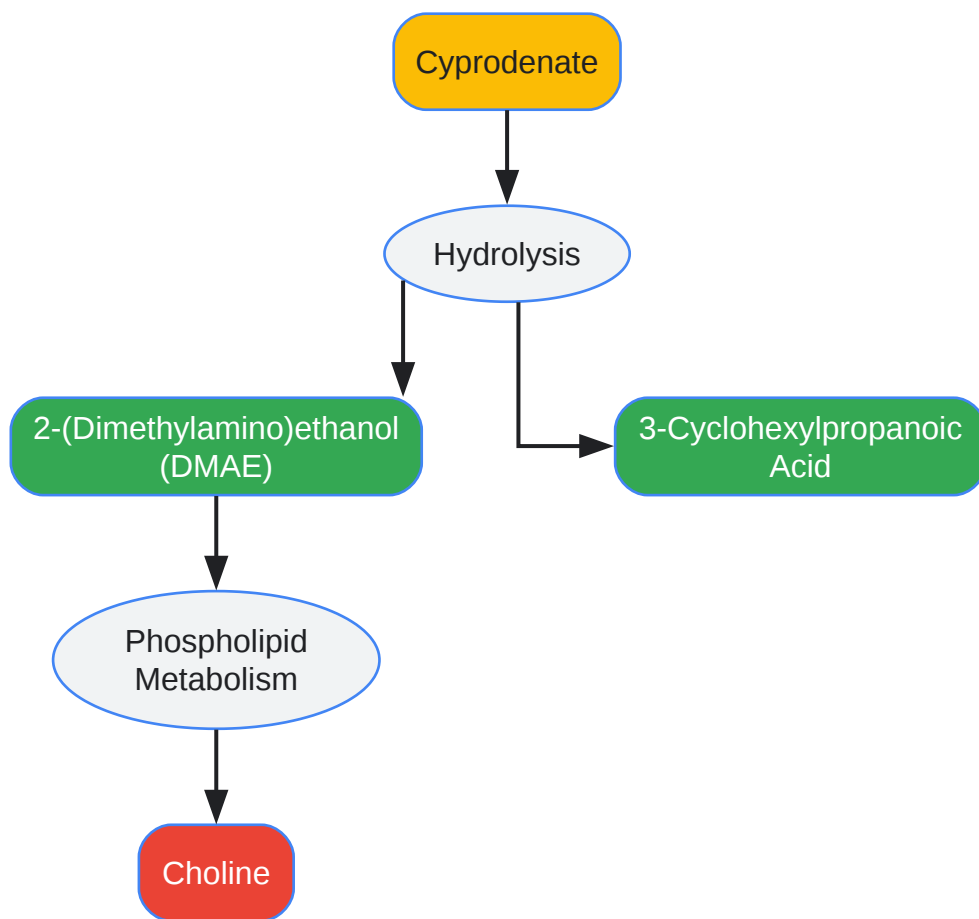 Cyprodenate
Hydrolysis
2-(Dimethylamino)ethanol
(DMAE)
3-Cyclohexylpropanoic
Acid
Phospholipid
Metabolism
Choline